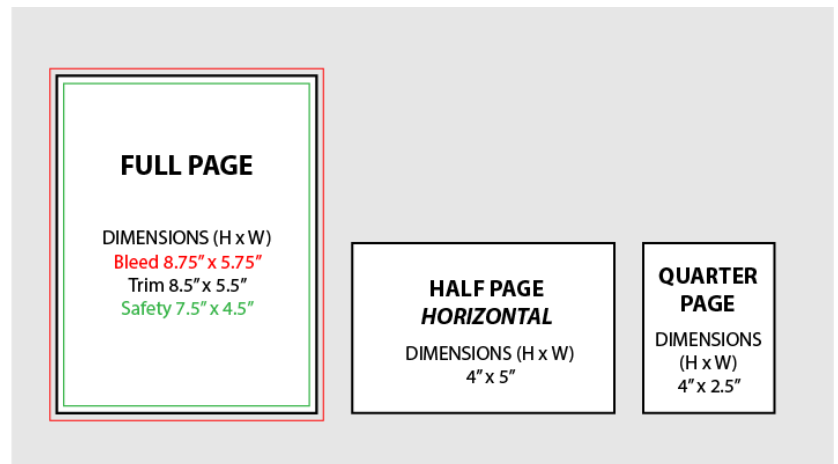 FULL PAGE
DIMENSIONS (H x W)
Bleed 8.75” x 5.75”
Trim 8.5” x 5.5”
Safety 7.5” x 4.5”
HALF PAGE
HORIZONTAL
DIMENSIONS (H x W)
4” x 5”
QUARTER
PAGE
DIMENSIONS
(H x W)
4” x 2.5”